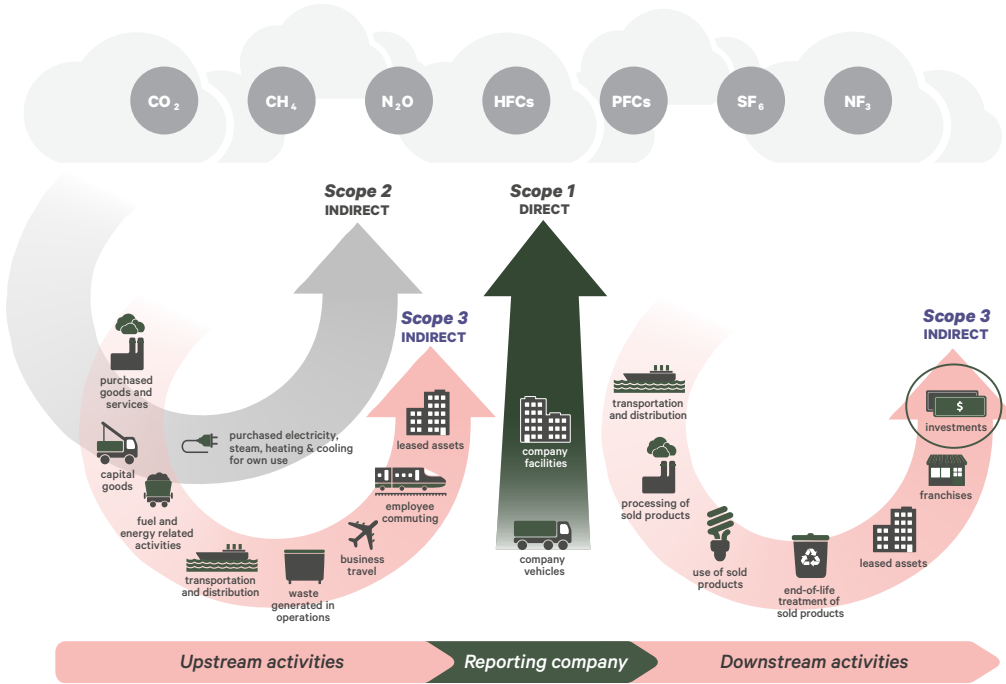 CO₂
CH₄
N₂O
HFCs
PFCs
SF₆
NF₃
Scope 2
INDIRECT
Scope 1
DIRECT
Scope 3
INDIRECT
Scope 3
INDIRECT
purchased
goods and
services
capital
goods
fuel and
energy related
activities
purchased electricity,
steam, heating & cooling
for own use
transportation
and distribution
waste
generated in
operations
business
travel
employee
commuting
leased assets
company
facilities
company
vehicles
transportation
and distribution
processing of
sold products
use of sold
products
end-of-life
treatment of
sold products
leased assets
franchises
$
investments
Upstream activities
Reporting company
Downstream activities